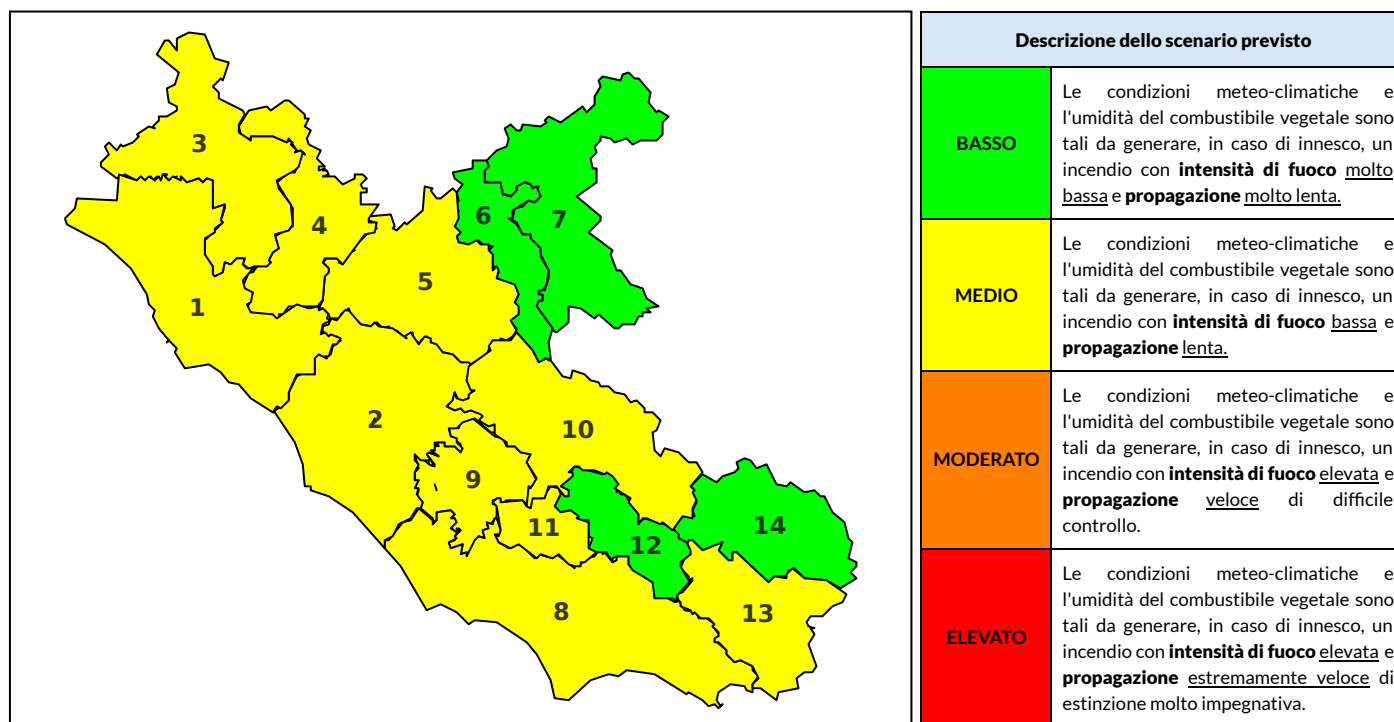 3
4
6
7
5
1
2
10
9
11
12
14
8
13
Descrizione dello scenario previsto
BASSO
Le condizioni meteo-climatiche e
l'umidità del combustibile vegetale sono
tali da generare, in caso di innesco, un
incendio con intensità di fuoco molto
bassa e propagazione molto lenta.
MEDIO
Le condizioni meteo-climatiche e
l'umidità del combustibile vegetale sono
tali da generare, in caso di innesco, un
incendio con intensità di fuoco bassa e
propagazione lenta.
MODERATO
Le condizioni meteo-climatiche e
l'umidità del combustibile vegetale sono
tali da generare, in caso di innesco, un
incendio con intensità di fuoco elevata e
propagazione veloce di difficile
controllo.
ELEVATO
Le condizioni meteo-climatiche e
l'umidità del combustibile vegetale sono
tali da generare, in caso di innesco, un
incendio con intensità di fuoco elevata e
propagazione estremamente veloce di
estinzione molto impegnativa.